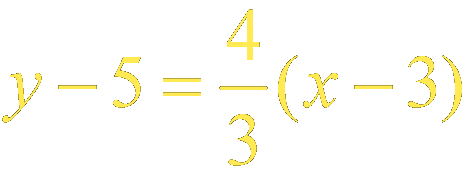 y − 5 = 4/3 (x − 3)